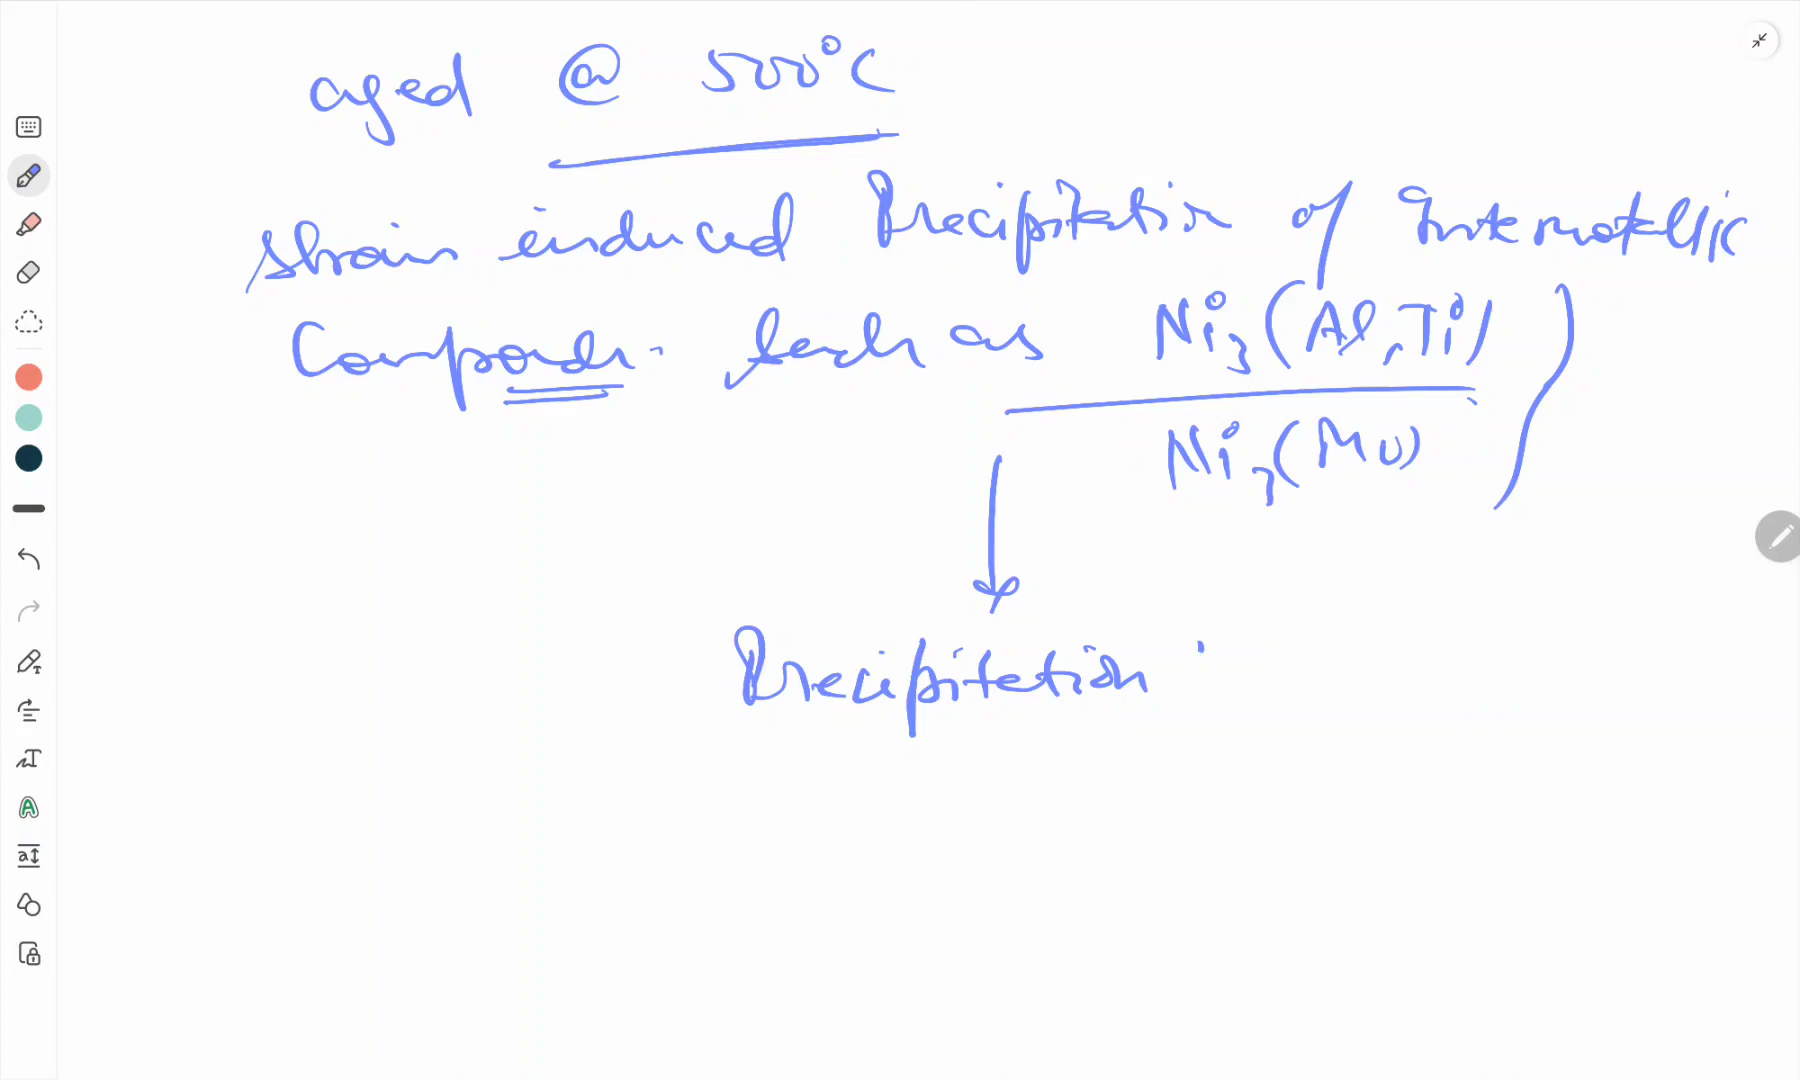 aged @ 500°C
strain induced Precipitation of Intermetallic
Compounds. such as Ni3(Al, Ti)
Ni3(Mo)
Precipitation